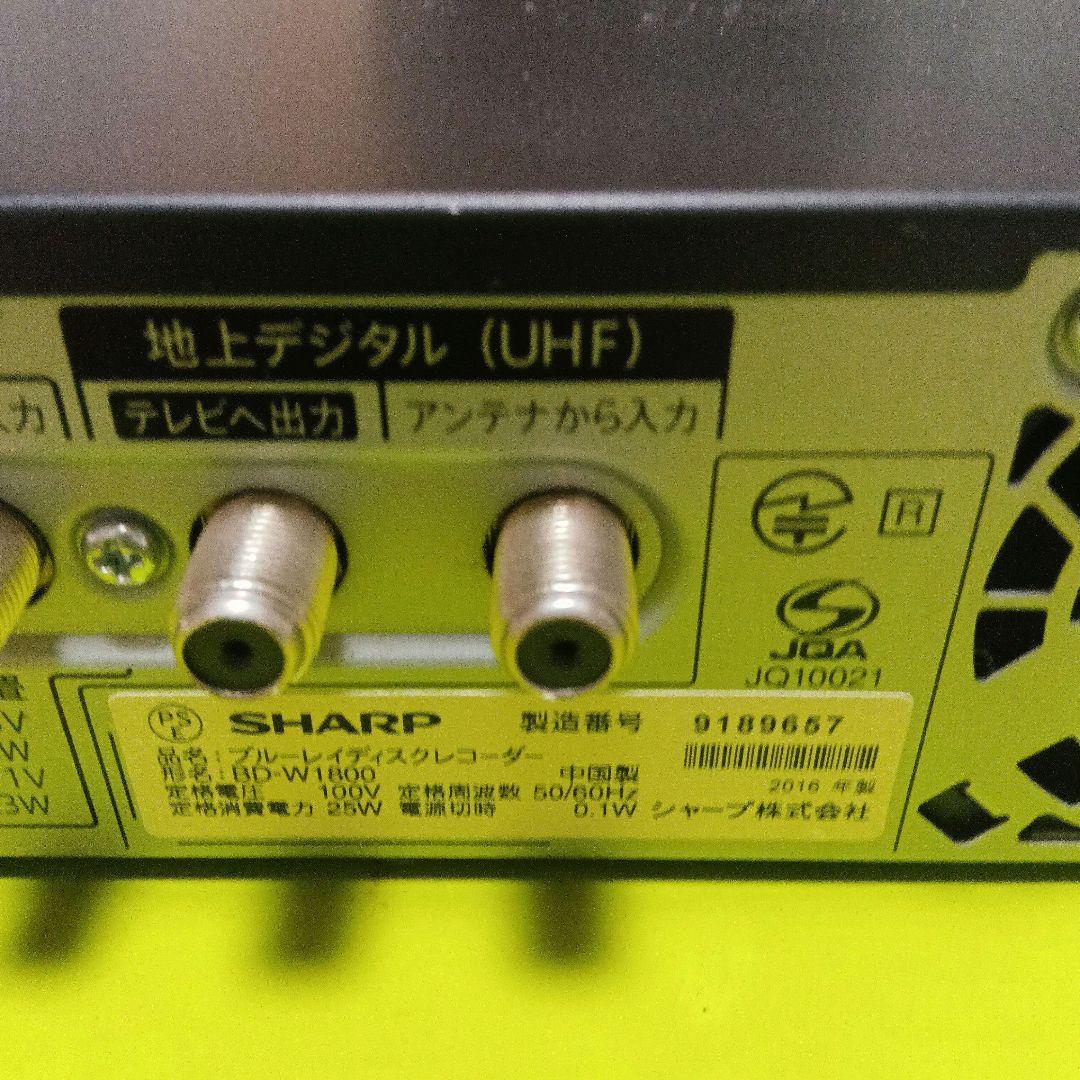 地上デジタル (UHF)
入力
テレビへ出力
アンテナから入力
R
JQA
JQ10021
PS
SHARP
製造番号 9189657
品名:ブルーレイディスクレコーダー
形名:BD-W1800 中国製
2016 年製
定格電圧 100V 定格周波数 50/60Hz
定格消費電力 25W 電源切時 0.1W シャープ株式会社
V
W
1V
3W